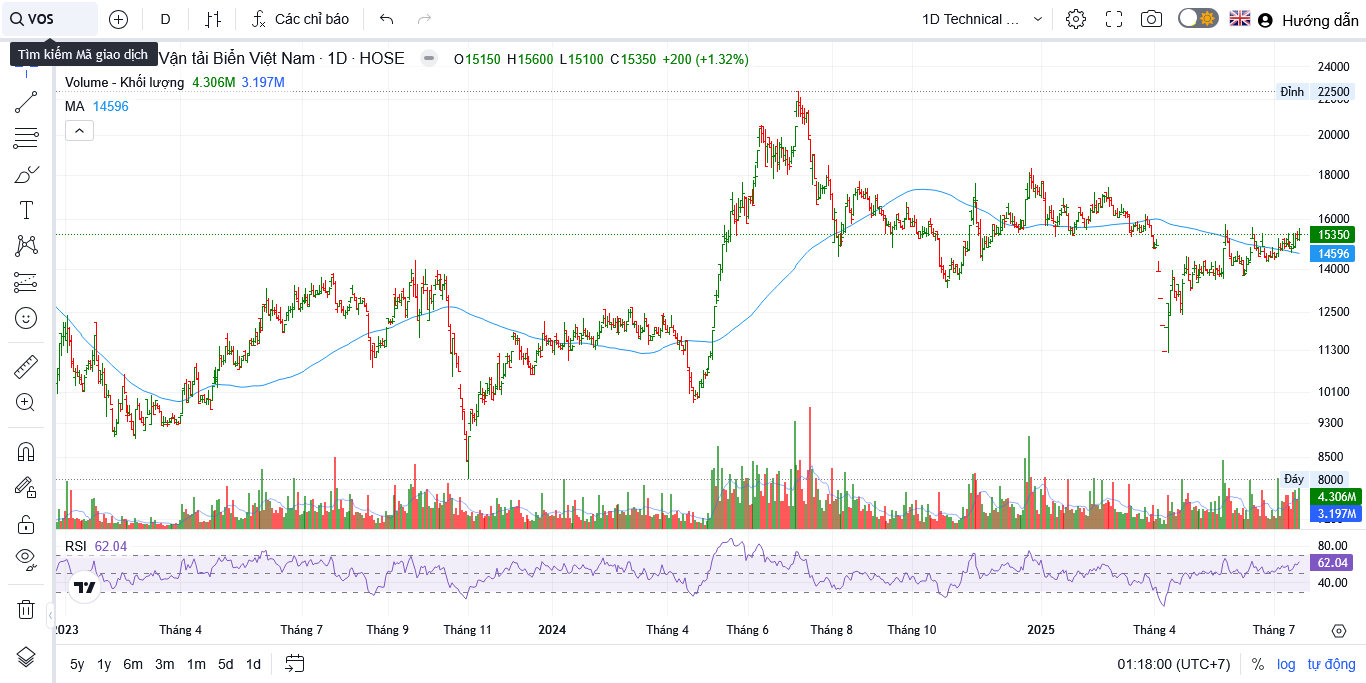 VOS
D
Các chỉ báo
1D Technical ...
Hướng dẫn
Tìm kiếm Mã giao dịch
Vận tải Biển Việt Nam · 1D · HOSE
O15150 H15600 L15100 C15350 +200 (+1.32%)
Volume - Khối lượng 4.306M 3.197M
MA 14596
24000
Đỉnh 22500
22000
20000
18000
16000
15350
14596
14000
12500
11300
10100
9300
8500
Đáy 8000
4.306M
3.197M
RSI 62.04
80.00
62.04
40.00
2023 Tháng 4 Tháng 7 Tháng 9 Tháng 11 2024 Tháng 4 Tháng 6 Tháng 8 Tháng 10 2025 Tháng 4 Tháng 7
5y 1y 6m 3m 1m 5d 1d
01:18:00 (UTC+7) % log tự động